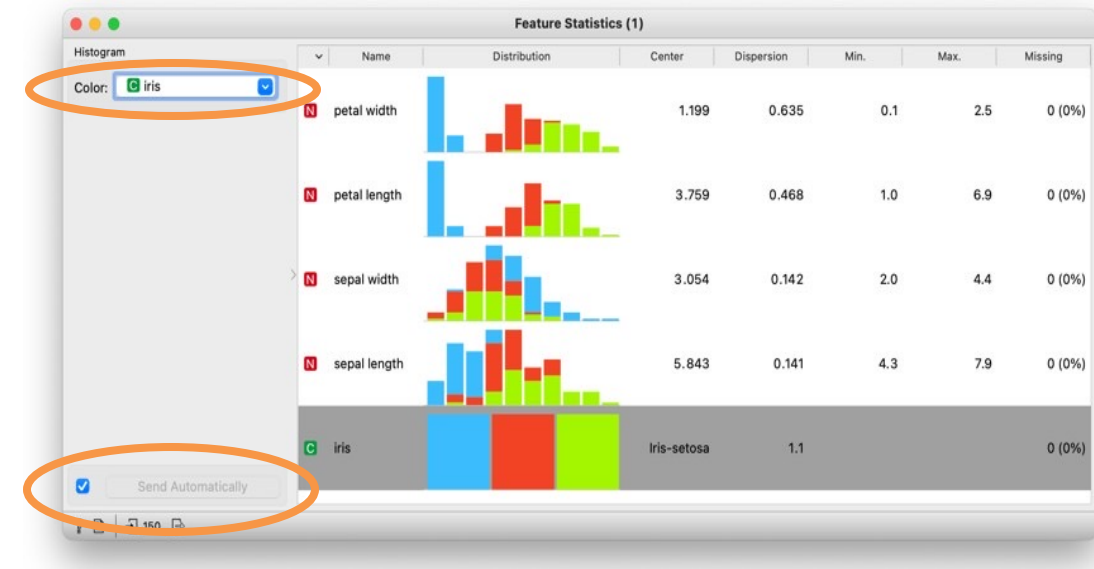 Feature Statistics (1)
Histogram
Color: C iris
Name Distribution Center Dispersion Min. Max. Missing
N petal width 1.199 0.635 0.1 2.5 0 (0%)
N petal length 3.759 0.468 1.0 6.9 0 (0%)
N sepal width 3.054 0.142 2.0 4.4 0 (0%)
N sepal length 5.843 0.141 4.3 7.9 0 (0%)
C iris Iris-setosa 1.1 0 (0%)
Send Automatically
150